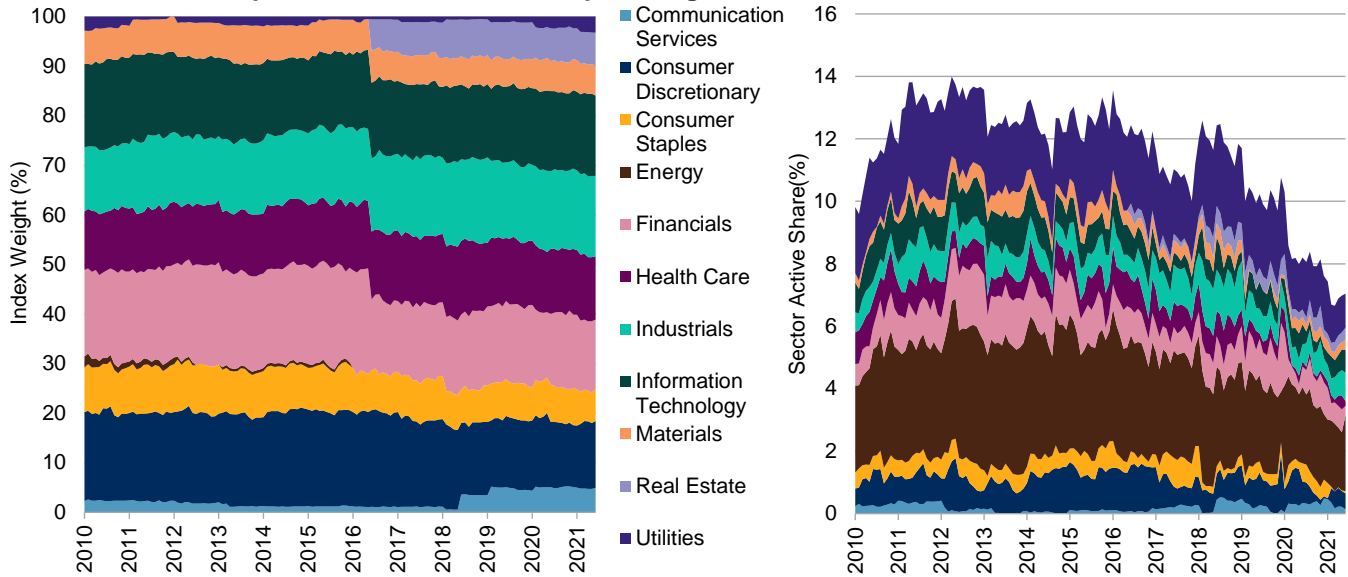 100
90
80
70
60
50
40
30
20
10
0
Index Weight (%)
2010
2011
2012
2013
2014
2015
2016
2017
2018
2019
2020
2021
Communication
Services
Consumer
Discretionary
Consumer
Staples
Energy
Financials
Health Care
Industrials
Information
Technology
Materials
Real Estate
Utilities
16
14
12
10
8
6
4
2
0
Sector Active Share(%)
2010
2011
2012
2013
2014
2015
2016
2017
2018
2019
2020
2021